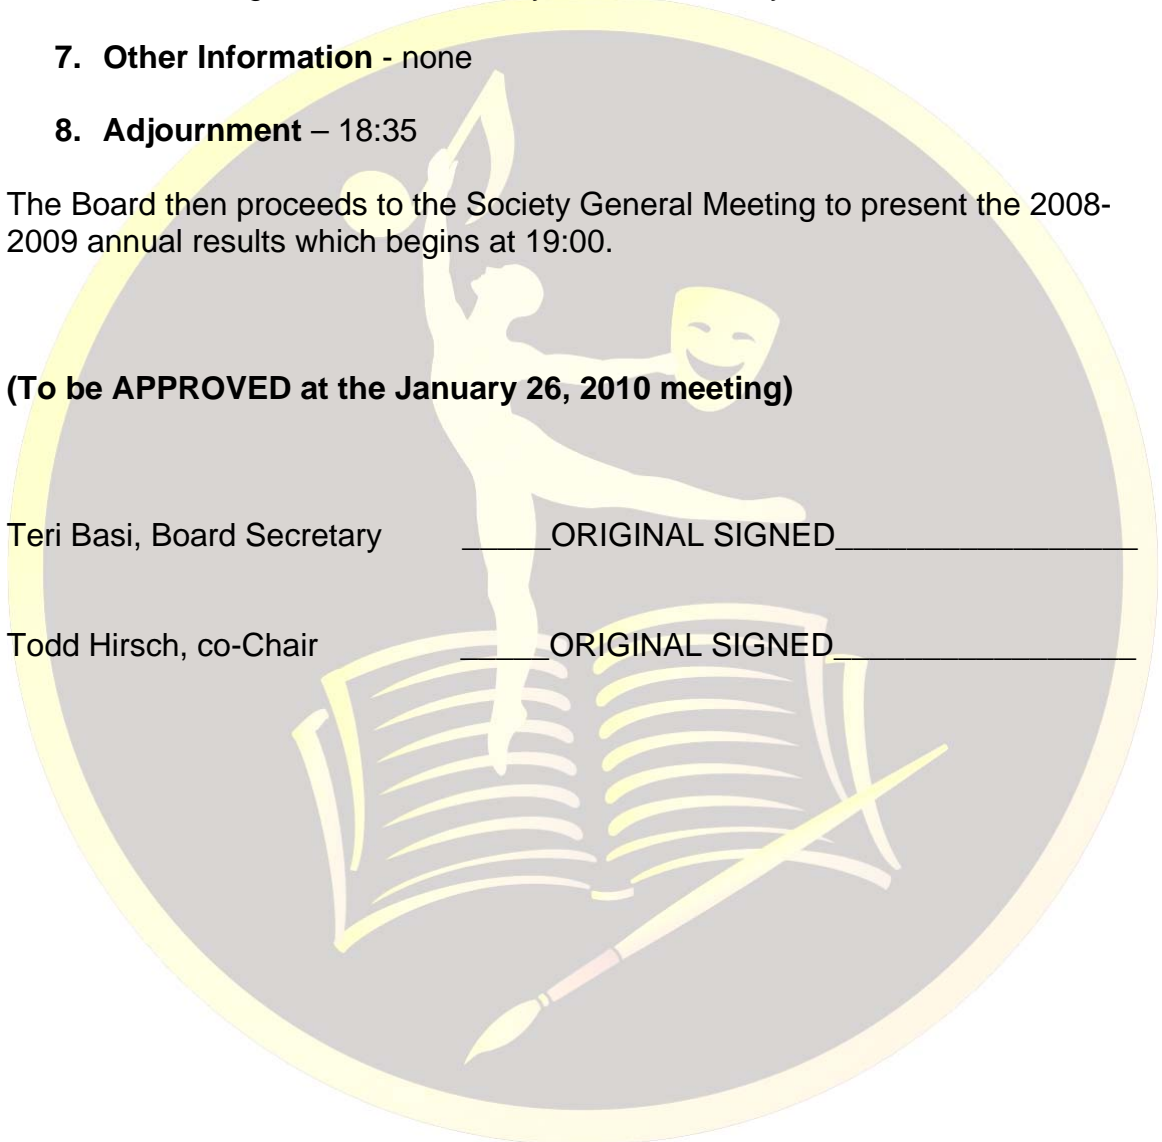 7. Other Information - none
8. Adjournment – 18:35
The Board then proceeds to the Society General Meeting to present the 2008-
2009 annual results which begins at 19:00.
(To be APPROVED at the January 26, 2010 meeting)
Teri Basi, Board Secretary _____ORIGINAL SIGNED_________________
Todd Hirsch, co-Chair _____ORIGINAL SIGNED_________________